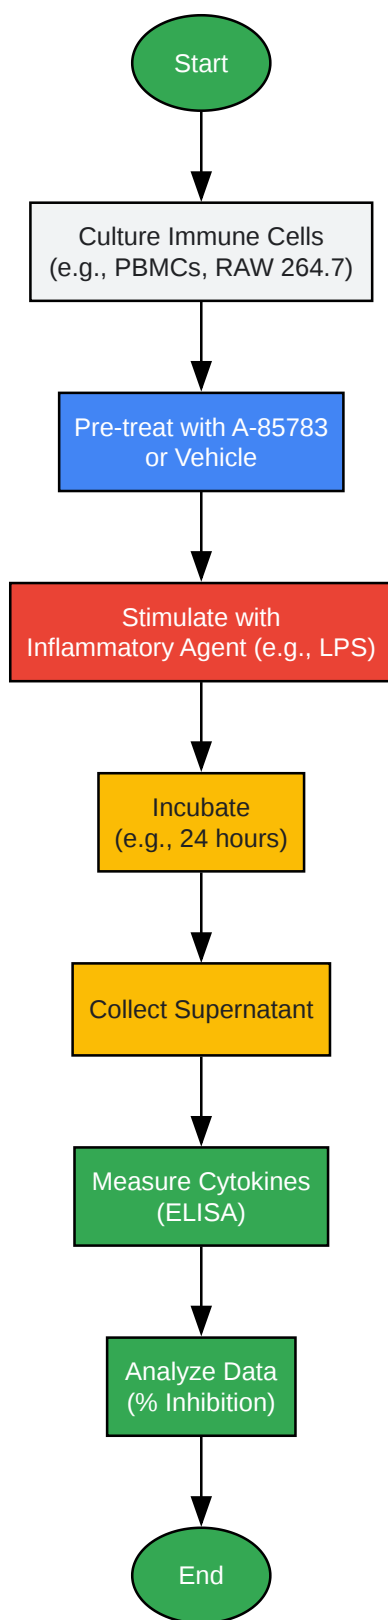 Start
Culture Immune Cells
(e.g., PBMCs, RAW 264.7)
Pre-treat with A-85783
or Vehicle
Stimulate with
Inflammatory Agent (e.g., LPS)
Incubate
(e.g., 24 hours)
Collect Supernatant
Measure Cytokines
(ELISA)
Analyze Data
(% Inhibition)
End